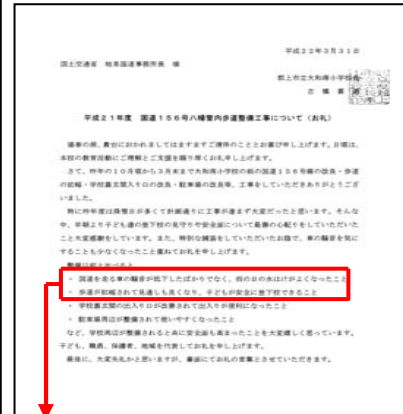 平成22年3月31日
国土交通省 岐阜国道事務所長 様
郡上市立大和南小学校長
古橋 喜
平成21年度 国道156号八幡管内歩道整備工事について(お礼)
陽春の候、貴台におかれましてはますますご清祥のこととお喜び申し上げます。日頃は、
本校の教育活動にご理解とご支援を賜り厚くお礼申し上げます。
さて、昨年の10月頃から3月末まで大和南小学校の前の国道156号線の改良・歩道
の拡幅・学校裏玄関入り口の改良・駐車場の改良等、工事をしていただきありがとうござ
いました。
特に昨年度は降雪日が多くて計画通りに工事が進まず大変だったと思います。そんな
中、年始より子ども達の登下校の見守りや安全面について最善の心配りをしていただいた
こと大変感謝をしています。また、特別な舗装をしていただいたお陰で、車の騒音を気に
することも少なくなったこと重ねてお礼を申し上げます。
整備以前と比べると
・ 国道を走る車の騒音が低下したばかりでなく、雨の日の水はけがよくなったこと
・ 歩道が拡幅されて見通しも良くなり、子どもが安全に登下校できること
・ 学校裏玄関の出入り口が改善されて出入りが便利になったこと
・ 駐車場周辺が整備されて使いやすくなったこと
など、学校周辺が整備されると共に安全面も高まったことを大変嬉しく思っています。
子ども、職員、保護者、地域を代表してお礼を申し上げます。
最後に、大変失礼かと思いますが、書面にてお礼の言葉とさせていただきます。